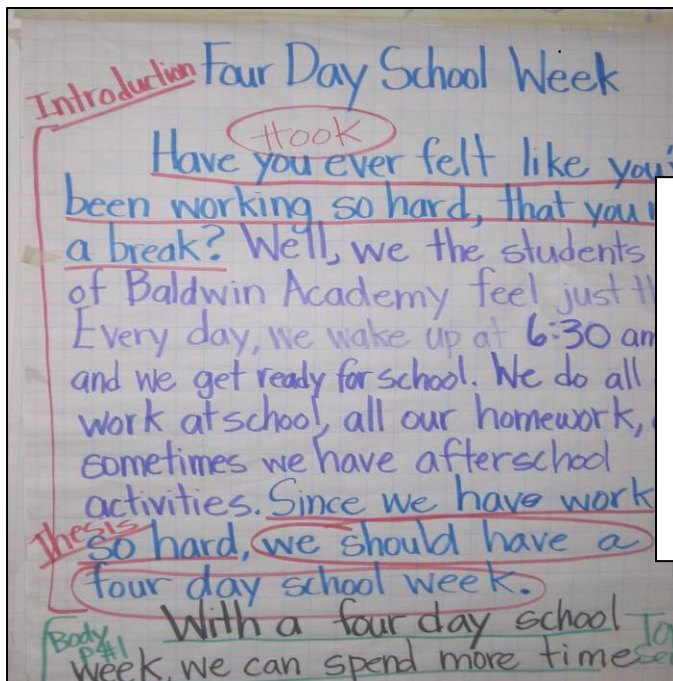 Introduction Four Day School Week
Hook
Have you ever felt like
been working so hard, that you
a break? Well, we the students
of Baldwin Academy feel just
Every day, we wake up at 6:30 am
and we get ready for school. We do all
work at school, all our homework,
sometimes we have afterschool
activities. Since we have work
Thesis so hard, we should have a
four day school week.
Body P#1 With a four day school
week, we can spend more time